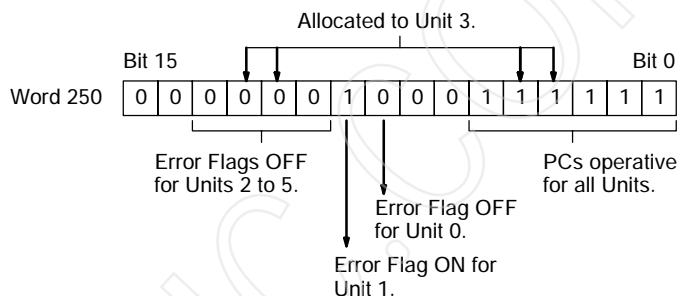 Allocated to Unit 3.
Bit 15 Bit 0
Word 250 0 0 0 0 0 0 1 0 0 0 1 1 1 1 1 1
Error Flags OFF
for Units 2 to 5.
PCs operative
for all Units.
Error Flag OFF
for Unit 0.
Error Flag ON for
Unit 1.